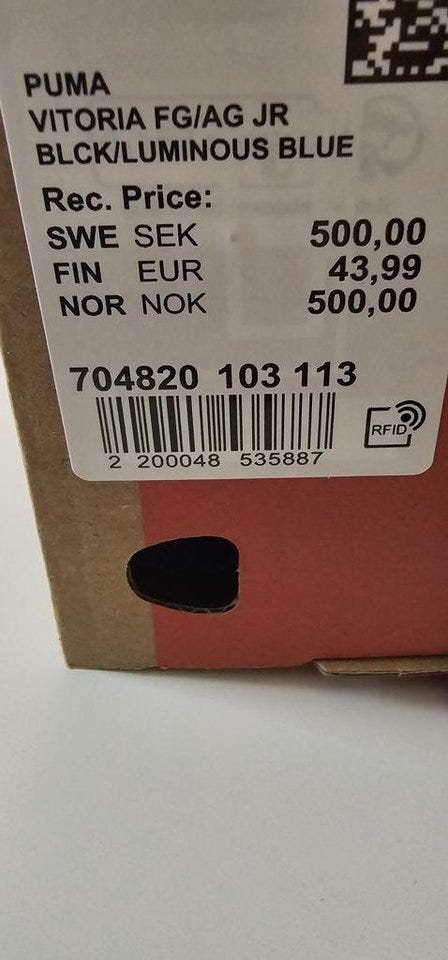 PUMA
VITORIA FG/AG JR
BLCK/LUMINOUS BLUE
Rec. Price:
SWE SEK 500,00
FIN EUR 43,99
NOR NOK 500,00
704820 103 113
RFID
2 200048 535887